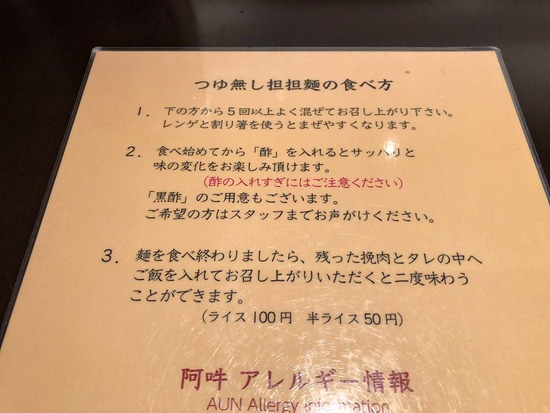 つゆ無し担担麺の食べ方
1. 下の方から5回以上よく混ぜてお召し上がり下さい。
レンゲと割り箸を使うとまぜやすくなります。
2. 食べ始めてから「酢」を入れるとサッパリと
味の変化をお楽しみ頂けます。
(酢の入れすぎにはご注意ください)
「黒酢」のご用意もございます。
ご希望の方はスタッフまでお声がけください。
3. 麺を食べ終わりましたら、残った挽肉とタレの中へ
ご飯を入れてお召し上がりいただくと二度味わう
ことができます。
(ライス100円 半ライス50円)
阿吽 アレルギー情報
AUN Allergy Information